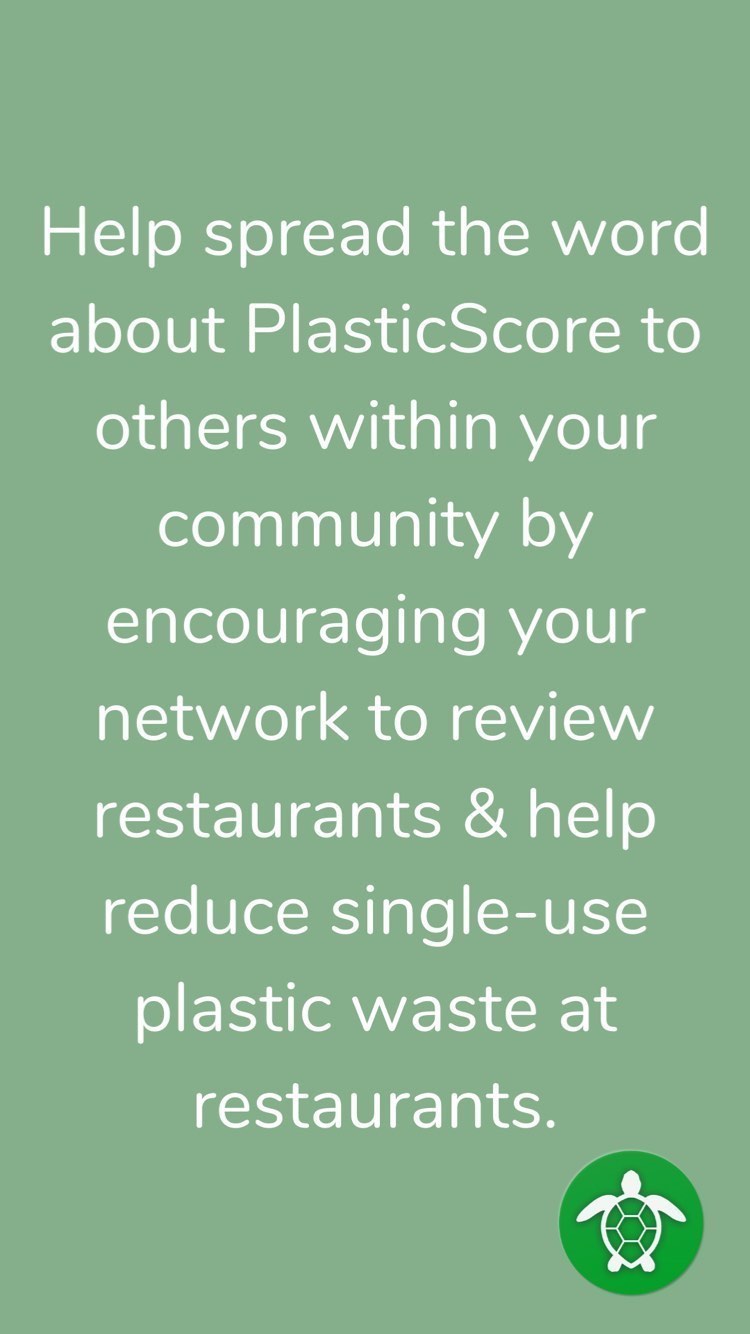 Help spread the word
about PlasticScore to
others within your
community by
encouraging your
network to review
restaurants & help
reduce single-use
plastic waste at
restaurants.